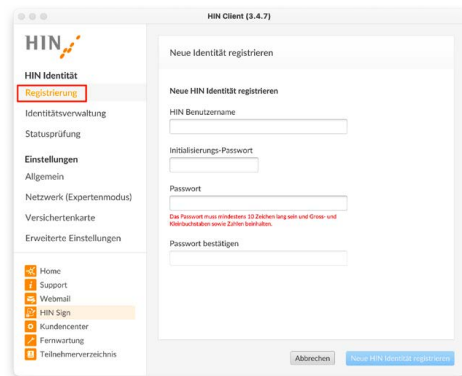 HIN Client (3.4.7)
HIN
HIN Identität
Registrierung
Identitätsverwaltung
Statusprüfung
Einstellungen
Allgemein
Netzwerk (Expertenmodus)
Versichertenkarte
Erweiterte Einstellungen
Home
Support
Webmail
HIN Sign
Kundencenter
Fernwartung
Teilnehmerverzeichnis
Neue Identität registrieren
Neue HIN Identität registrieren
HIN Benutzername
Initialisierungs-Passwort
Passwort
Das Passwort muss mindestens 10 Zeichen lang sein und Gross- und
Kleinbuchstaben sowie Zahlen beinhalten.
Passwort bestätigen
Abbrechen
Neue HIN Identität registrieren